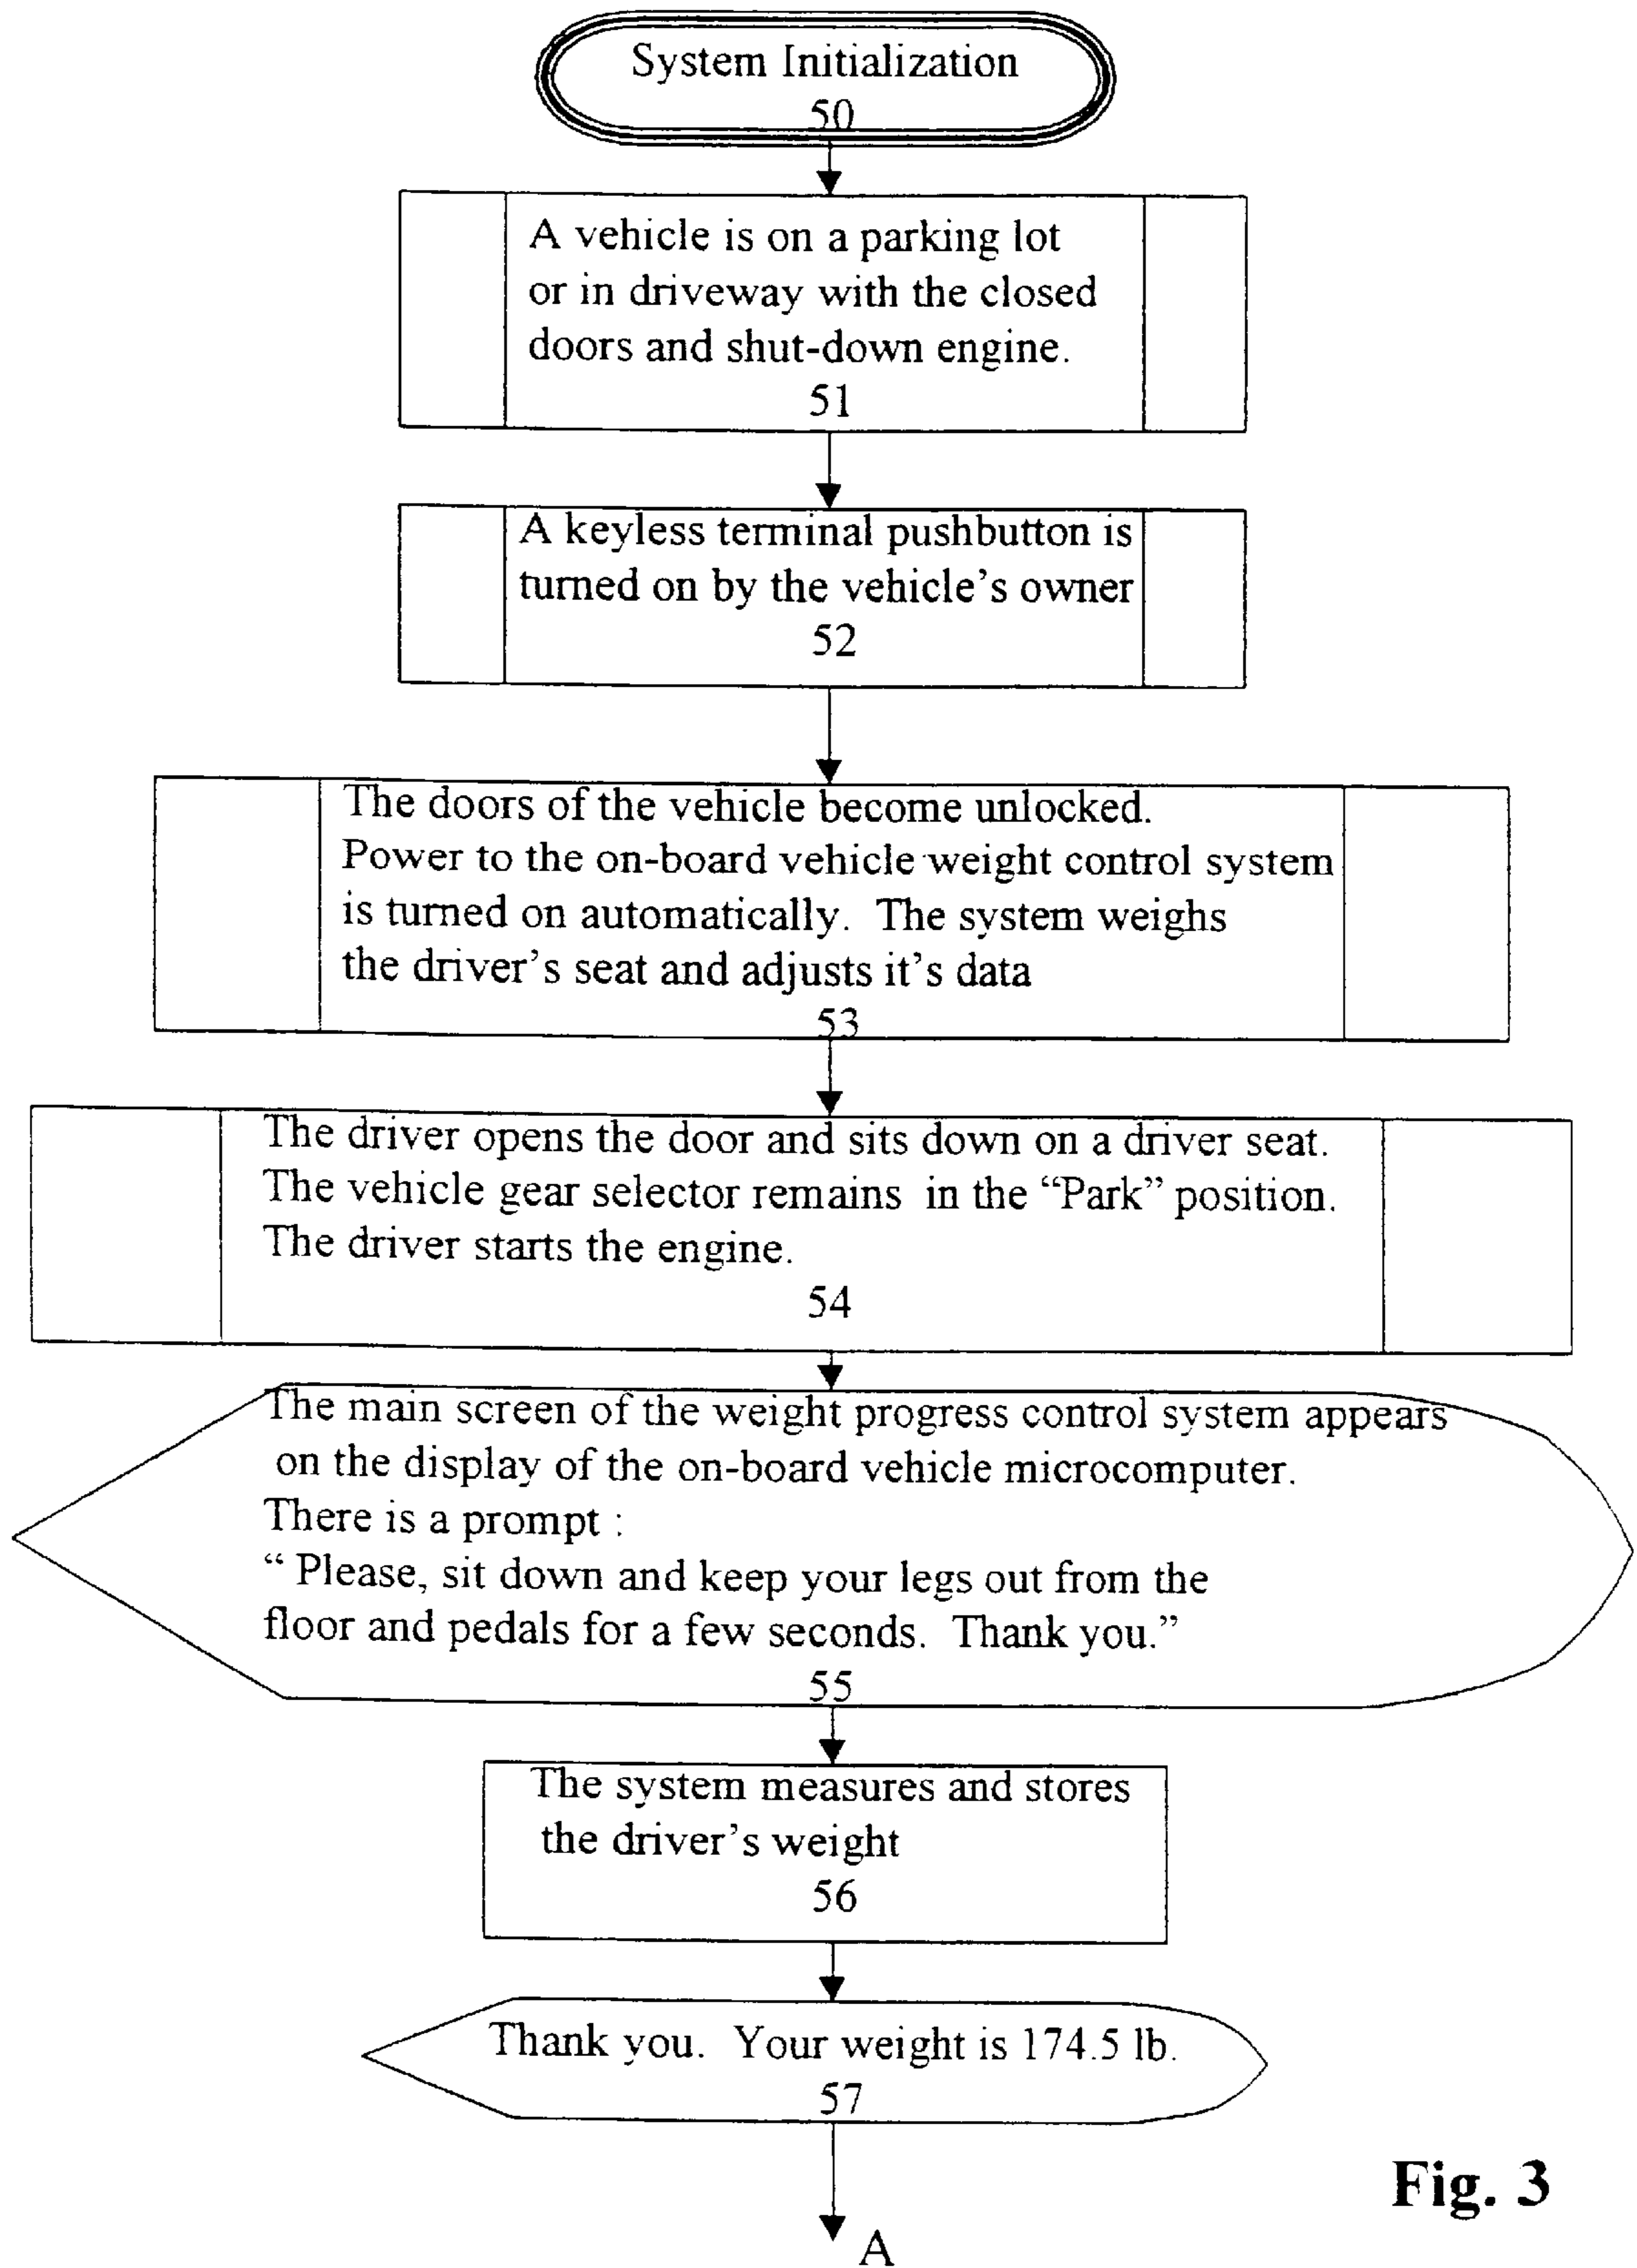 System Initialization
50
A vehicle is on a parking lot
or in driveway with the closed
doors and shut-down engine.
51
A keyless terminal pushbutton is
turned on by the vehicle’s owner
52
The doors of the vehicle become unlocked.
Power to the on-board vehicle weight control system
is turned on automatically.  The system weighs
the driver’s seat and adjusts it’s data
53
The driver opens the door and sits down on a driver seat.
The vehicle gear selector remains  in the “Park” position.
The driver starts the engine.
54
The main screen of the weight progress control system appears
on the display of the on-board vehicle microcomputer.
There is a prompt :
“ Please, sit down and keep your legs out from the
floor and pedals for a few seconds.  Thank you.”
55
The system measures and stores
the driver’s weight
56
Thank you.  Your weight is 174.5 lb.
57
Fig. 3
A